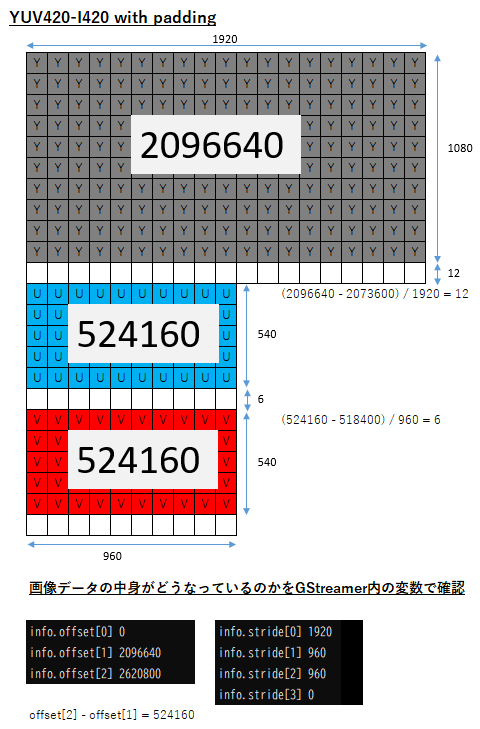 YUV420-I420 with padding
1920
Y Y Y Y Y Y Y Y Y Y Y Y Y Y Y Y Y Y Y
Y Y Y Y Y Y Y Y Y Y Y Y Y Y Y Y Y Y Y
Y Y Y Y Y Y Y Y Y Y Y Y Y Y Y Y Y Y Y
Y Y Y Y Y Y Y Y Y Y Y
Y Y Y Y Y 2096640 Y Y Y Y Y Y
1080
Y Y Y Y Y Y Y Y Y Y Y
Y Y Y Y Y Y Y Y Y Y Y Y Y Y Y Y Y Y Y
Y Y Y Y Y Y Y Y Y Y Y Y Y Y Y Y Y Y Y
Y Y Y Y Y Y Y Y Y Y Y Y Y Y Y Y Y Y Y
Y Y Y Y Y Y Y Y Y Y Y Y Y Y Y Y Y Y Y
12
U U U U U U U U U U
(2096640 - 2073600) / 1920 = 12
U U U
U U 524160 U
540
U U U
U U U U U U U U U U
6
V V V V V V V V V V
(524160 - 518400) / 960 = 6
V V V
V V 524160 V
540
V V V
V V V V V V V V V V
960
画像データの中身がどうなっているのかをGStreamer内の変数で確認
info.offset[0] 0
info.offset[1] 2096640
info.offset[2] 2620800
info.stride[0] 1920
info.stride[1] 960
info.stride[2] 960
info.stride[3] 0
offset[2] - offset[1] = 524160